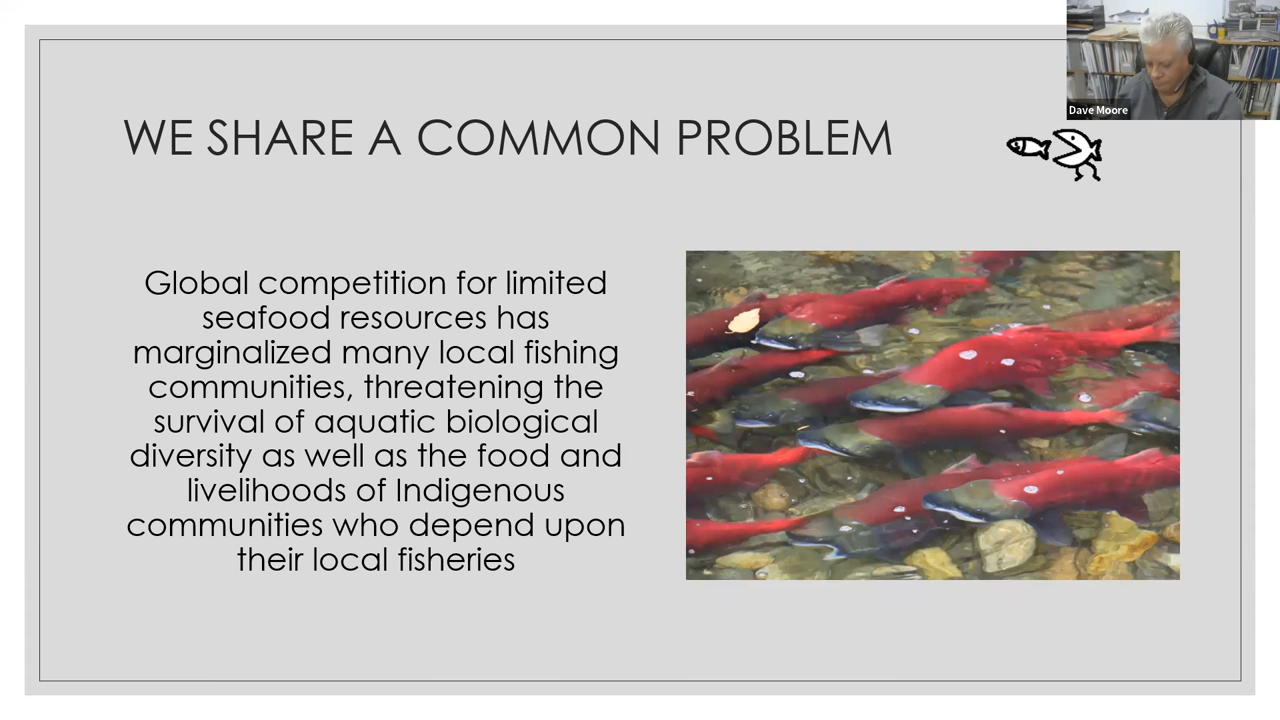 Dave Moore
WE SHARE A COMMON PROBLEM
Global competition for limited
seafood resources has
marginalized many local fishing
communities, threatening the
survival of aquatic biological
diversity as well as the food and
livelihoods of Indigenous
communities who depend upon
their local fisheries